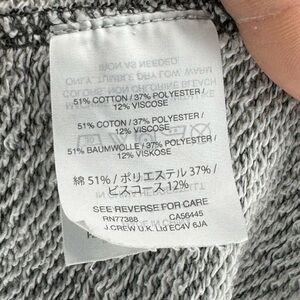 51% COTTON / 37% POLYESTER /
12% VISCOSE
51% COTON / 37% POLYESTER /
12% VISCOSE
51% BAUMWOLLE / 37% POLYESTER /
12% VISKOSE
綿 51% / ポリエステル 37% /
ビスコース 12%
SEE REVERSE FOR CARE
RN77388 CA56445
J.CREW U.K. Ltd EC4V 6JA